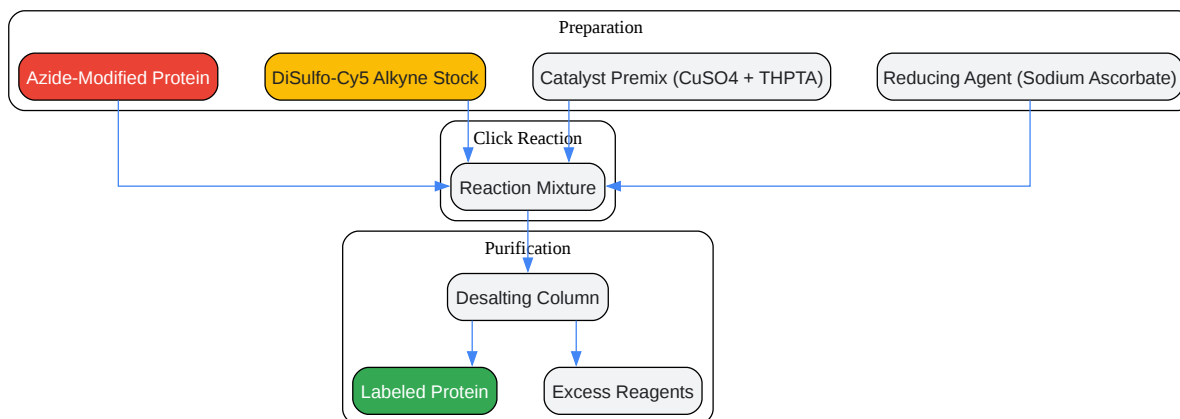 Preparation
Azide-Modified Protein
DiSulfo-Cy5 Alkyne Stock
Catalyst Premix (CuSO4 + THPTA)
Reducing Agent (Sodium Ascorbate)
Click Reaction
Reaction Mixture
Purification
Desalting Column
Labeled Protein
Excess Reagents